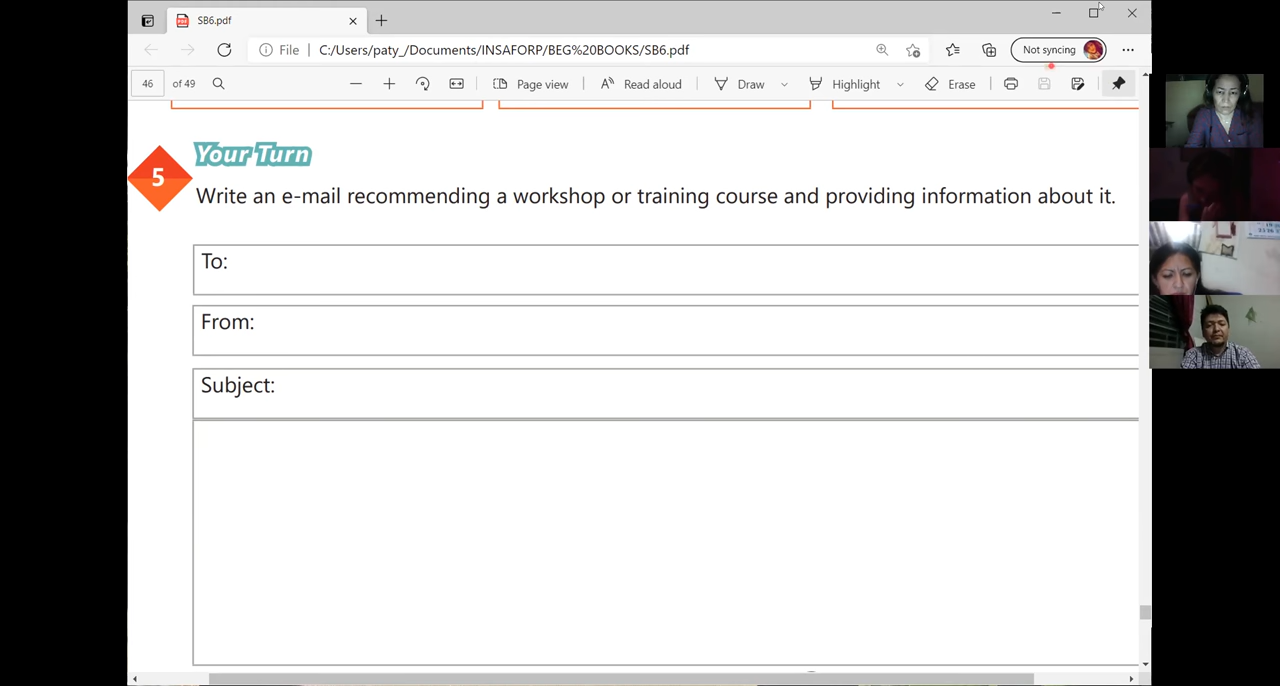 SB6.pdf
File | C:/Users/paty_/Documents/INSAFORP/BEG%20BOOKS/SB6.pdf
Not syncing
46 of 49
Page view
Read aloud
Draw
Highlight
Erase
Your Turn
5
Write an e-mail recommending a workshop or training course and providing information about it.
To:
From:
Subject: